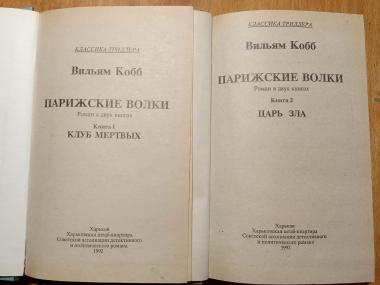 КЛАССИКА ТРИЛЛЕРА
Вильям Кобб
ПАРИЖСКИЕ ВОЛКИ
Роман в двух книгах
Книга 1
КЛУБ МЕРТВЫХ
Харьков
Харьковская штаб-квартира
Советской ассоциации детективного
и политического романа
1992
КЛАССИКА ТРИЛЛЕРА
Вильям Кобб
ПАРИЖСКИЕ ВОЛКИ
Роман в двух книгах
Книга 2
ЦАРЬ ЗЛА
Харьков
Харьковская штаб-квартира
Советской ассоциации детективного
и политического романа
1992